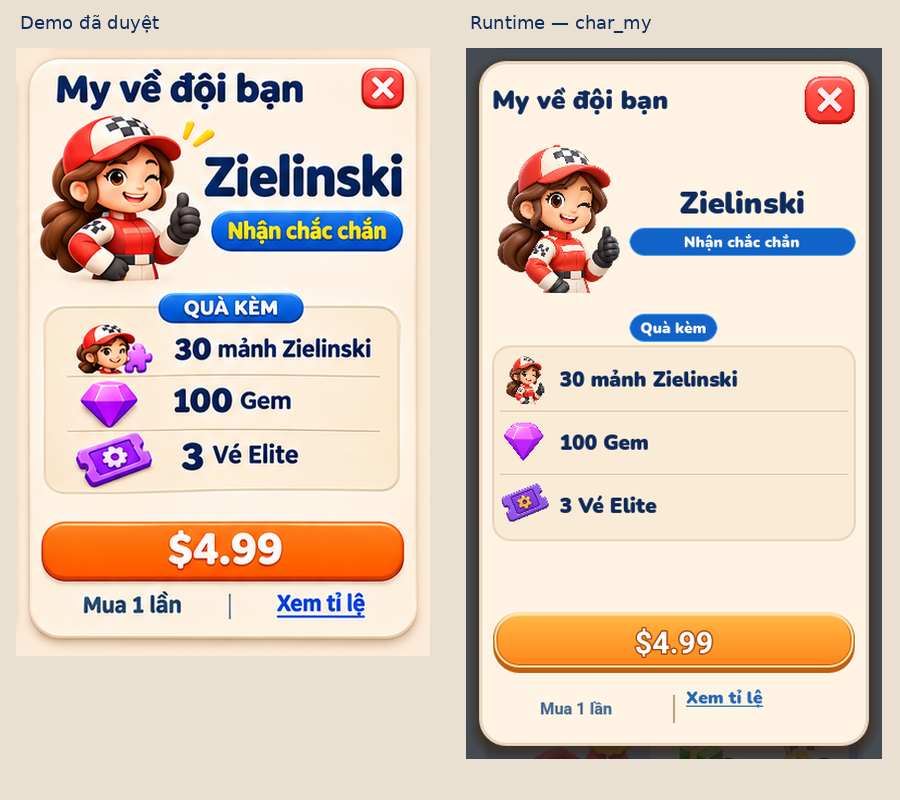 Demo đã duyệt
My về đội bạn
Zielinski
Nhận chắc chắn
QUÀ KÈM
30 mảnh Zielinski
100 Gem
3 Vé Elite
$4.99
Mua 1 lần | Xem tỉ lệ
Runtime — char_my
My về đội bạn
Zielinski
Nhận chắc chắn
Quà kèm
30 mảnh Zielinski
100 Gem
3 Vé Elite
$4.99
Mua 1 lần | Xem tỉ lệ